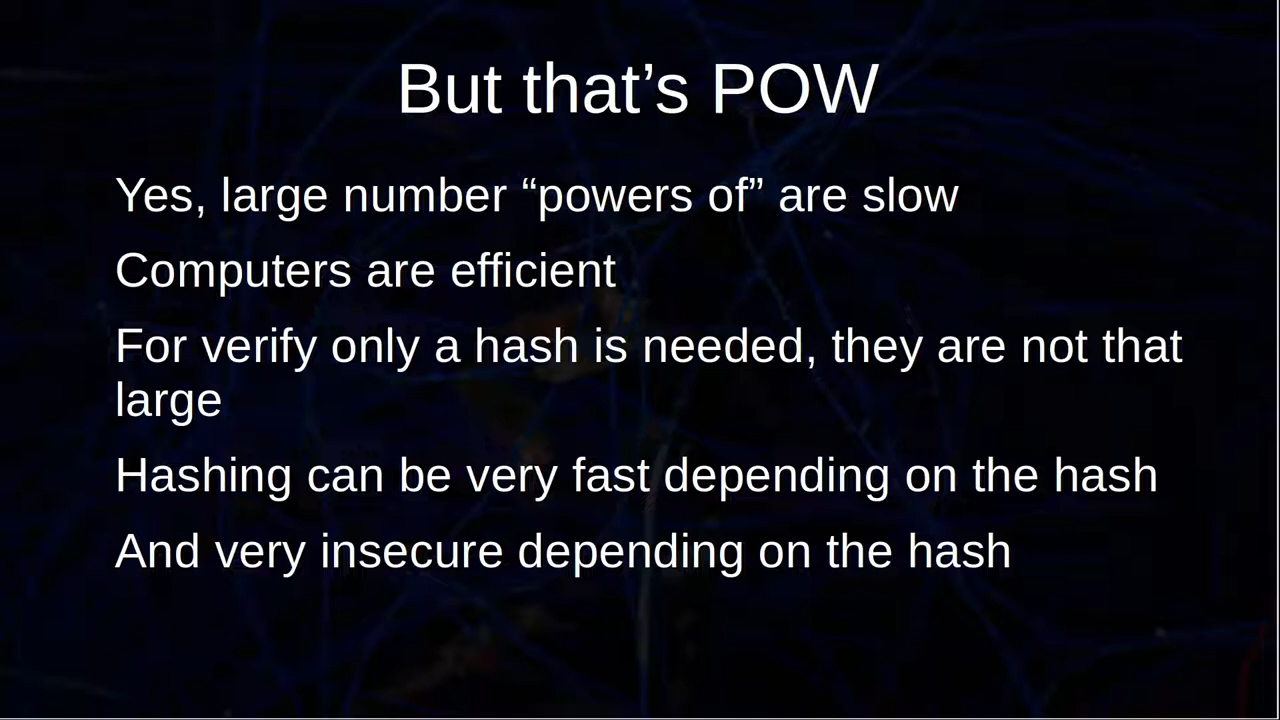 But that’s POW
Yes, large number “powers of” are slow
Computers are efficient
For verify only a hash is needed, they are not that
large
Hashing can be very fast depending on the hash
And very insecure depending on the hash